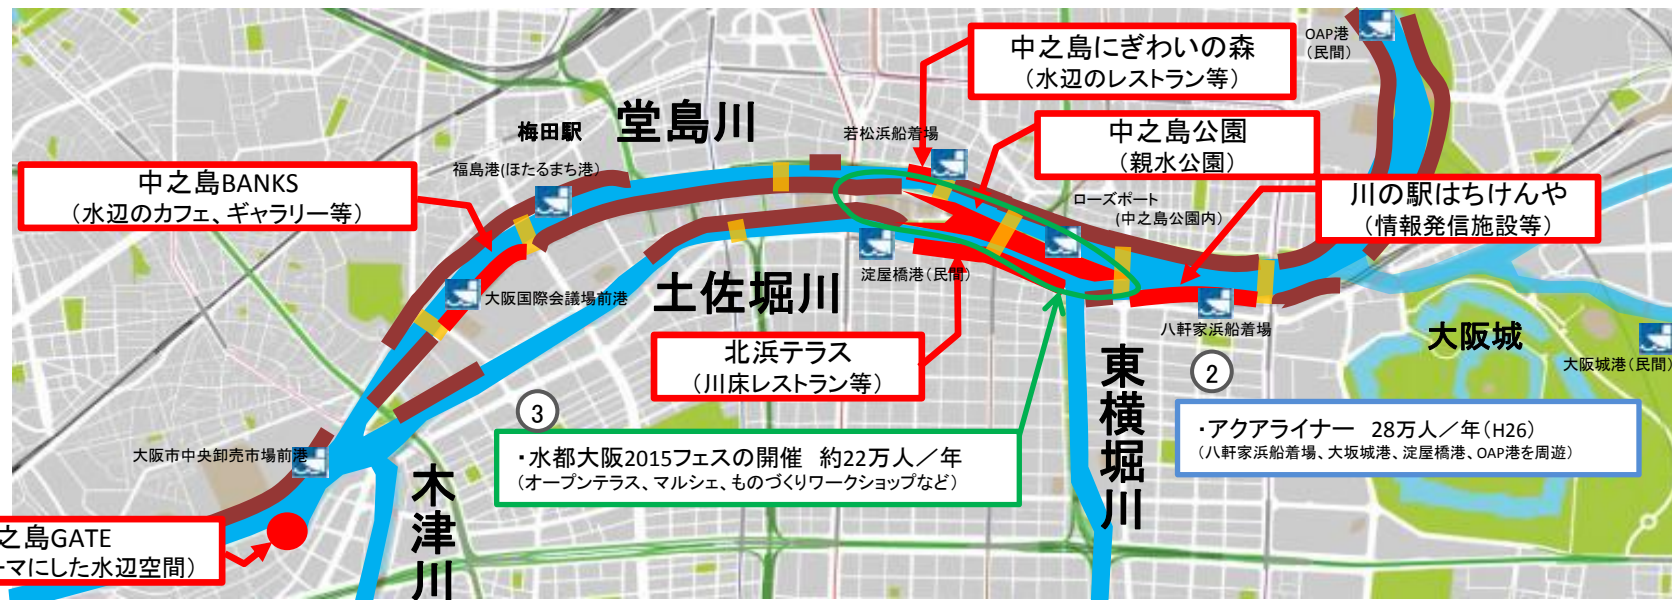 中之島にぎわいの森
（水辺のレストラン等）
OAP港
（民間）
堂島川
梅田駅
若松浜船着場
中之島公園
（親水公園）
福島港(ほたるまち港)
中之島BANKS
（水辺のカフェ、ギャラリー等）
ローズポート
(中之島公園内)
川の駅はちけんや
（情報発信施設等）
淀屋橋港（民間）
大阪国際会議場前港
土佐堀川
八軒家浜船着場
大阪城
大阪城港（民間）
北浜テラス
（川床レストラン等）
東横堀川
②
・アクアライナー 28万人／年（H26）
（八軒家浜船着場、大坂城港、淀屋橋港、OAP港を周遊）
③
・水都大阪2015フェスの開催 約22万人／年
（オープンテラス、マルシェ、ものづくりワークショップなど）
大阪市中央卸売市場前港
木津川
之島GATE
ーマにした水辺空間）